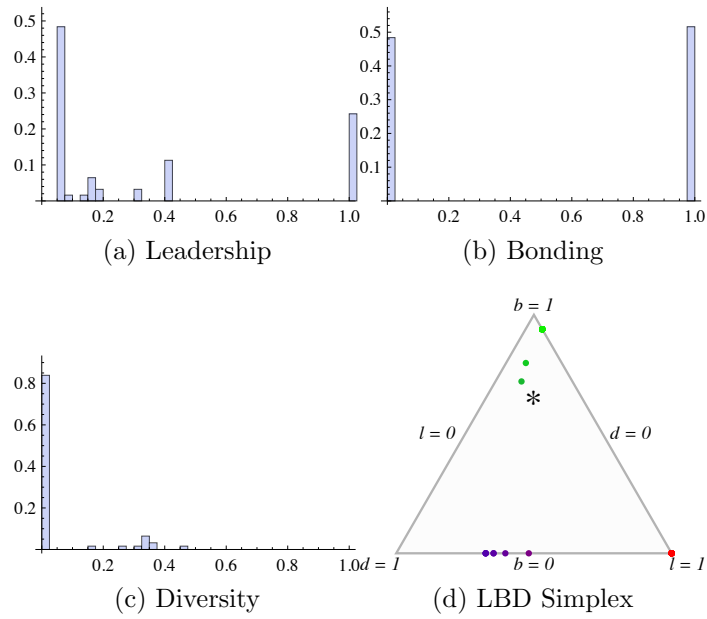 0.5
0.4
0.3
0.2
0.1
0.2 0.4 0.6 0.8 1.0
(a) Leadership
0.5
0.4
0.3
0.2
0.1
0.2 0.4 0.6 0.8 1.0
(b) Bonding
0.8
0.6
0.4
0.2
0.2 0.4 0.6 0.8 1.0
(c) Diversity
b = 1
*
l = 0 d = 0
d = 1 b = 0 l = 1
(d) LBD Simplex